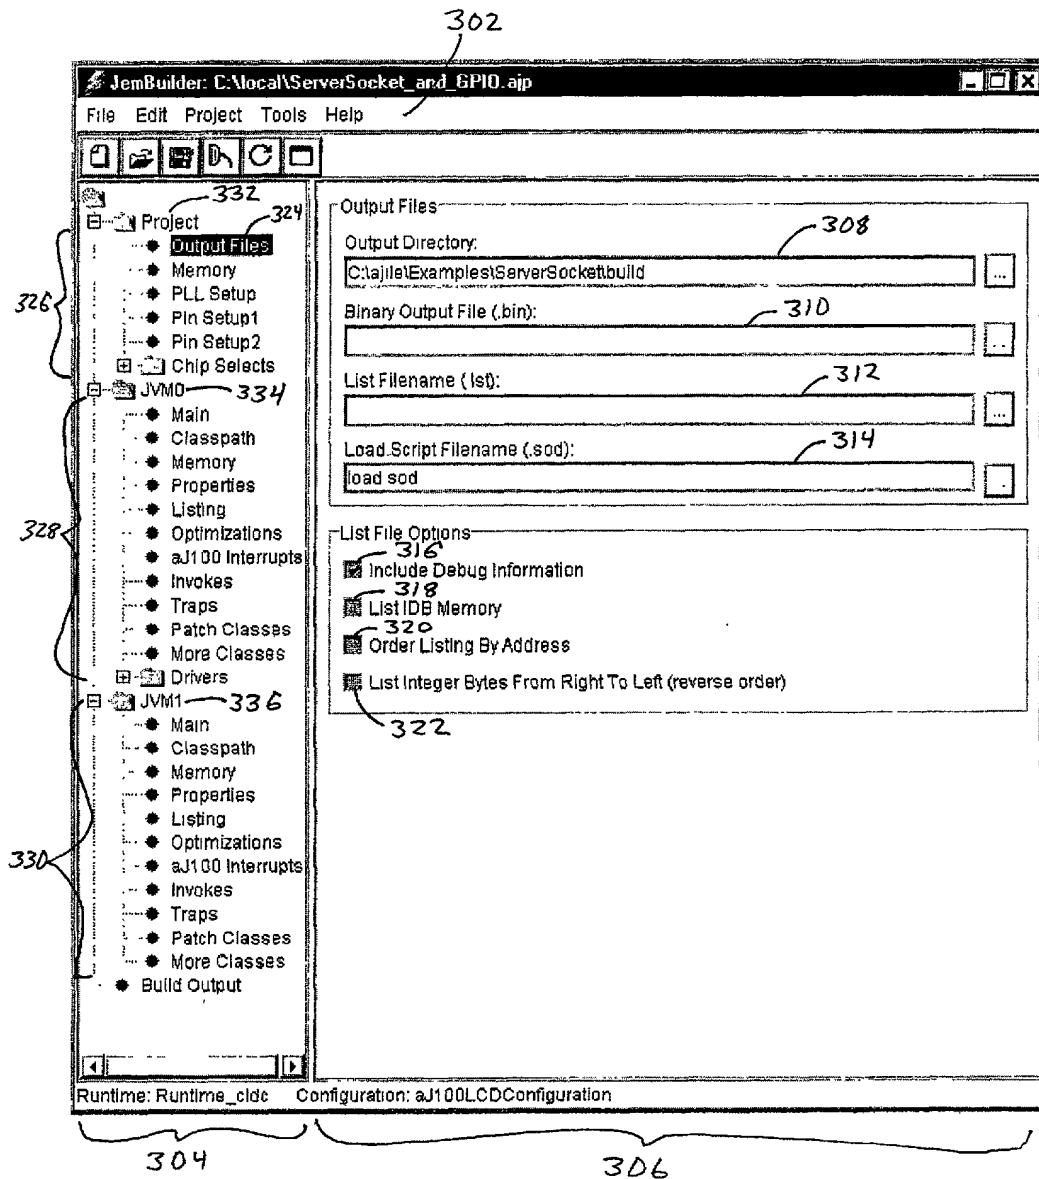 302
JemBuilder: C:\local\ServerSocket_and_GPIO.ajp
File Edit Project Tools Help
332
Project
324
Output Files
Memory
326
PLL Setup
Pin Setup1
Pin Setup2
Chip Selects
JVM0
334
Main
Classpath
Memory
Properties
Listing
328
Optimizations
aJ100 Interrupts
Invokes
Traps
Patch Classes
More Classes
Drivers
JVM1
336
Main
Classpath
Memory
Properties
Listing
Optimizations
330
aJ100 Interrupts
Invokes
Traps
Patch Classes
More Classes
Build Output
Output Files
308
Output Directory:
C:\ajile\Examples\ServerSocket\build
...
310
Binary Output File (.bin):
...
312
List Filename (.lst):
...
314
Load Script Filename (.sod):
load sod
...
List File Options
316
Include Debug Information
318
List IDB Memory
320
Order Listing By Address
List Integer Bytes From Right To Left (reverse order)
322
Runtime: Runtime_cldc Configuration: aJ100LCDConfiguration
304
306